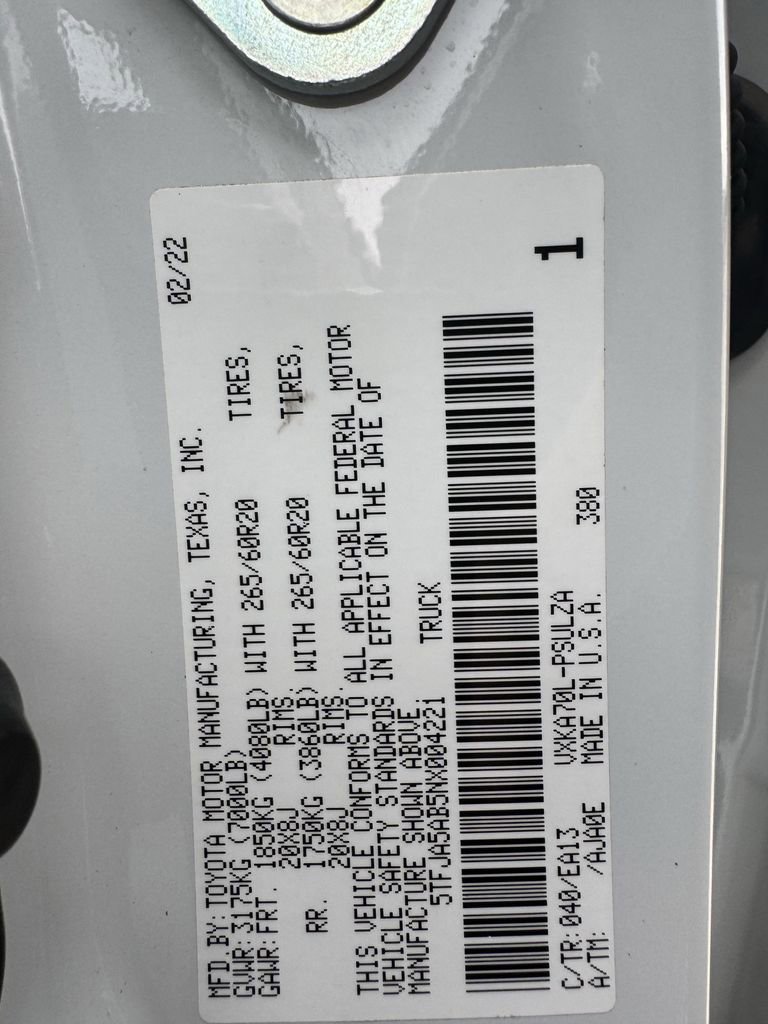 MFD.BY: TOYOTA MOTOR MANUFACTURING, TEXAS, INC. 02/22
GVWR: 3175KG (7000LB)
GAWR: FRT. 1850KG (4080LB) WITH 265/60R20 TIRES,
20X8J RIMS,
RR. 1750KG (3860LB) WITH 265/60R20 TIRES,
20X8J RIMS.
THIS VEHICLE CONFORMS TO ALL APPLICABLE FEDERAL MOTOR
VEHICLE SAFETY STANDARDS IN EFFECT ON THE DATE OF
MANUFACTURE SHOWN ABOVE.
5TFJA5AB5NX004221 TRUCK
1
C/TR: 040/EA13 VXKA70L-PSULZA
A/TM: /AJA0E MADE IN U.S.A. 380